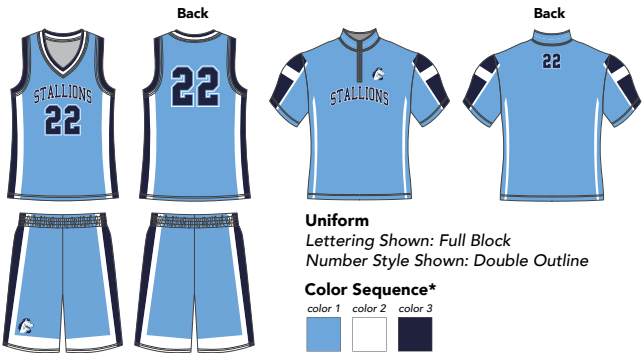 Back
Back
STALLIONS
22
22
STALLIONS
22
Uniform
Lettering Shown: Full Block
Number Style Shown: Double Outline
Color Sequence*
color 1 color 2 color 3